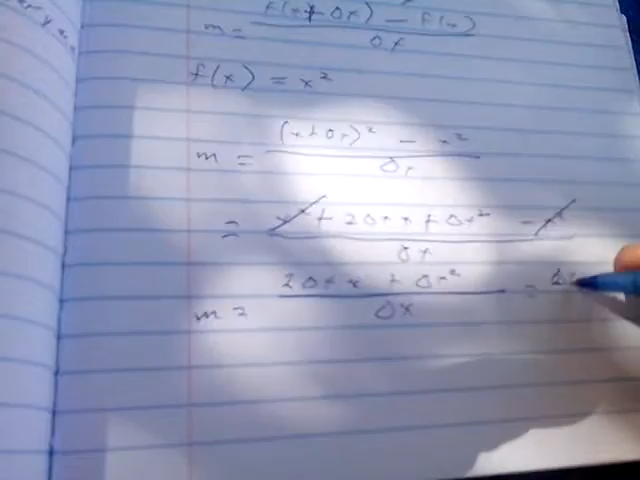 m = f(x+Δx) - f(x) / Δx
f(x) = x²
m = (x+Δx)² - x² / Δx
= x² + 2Δx x + Δx² - x² / Δx
m = 2Δx x + Δx² / Δx =